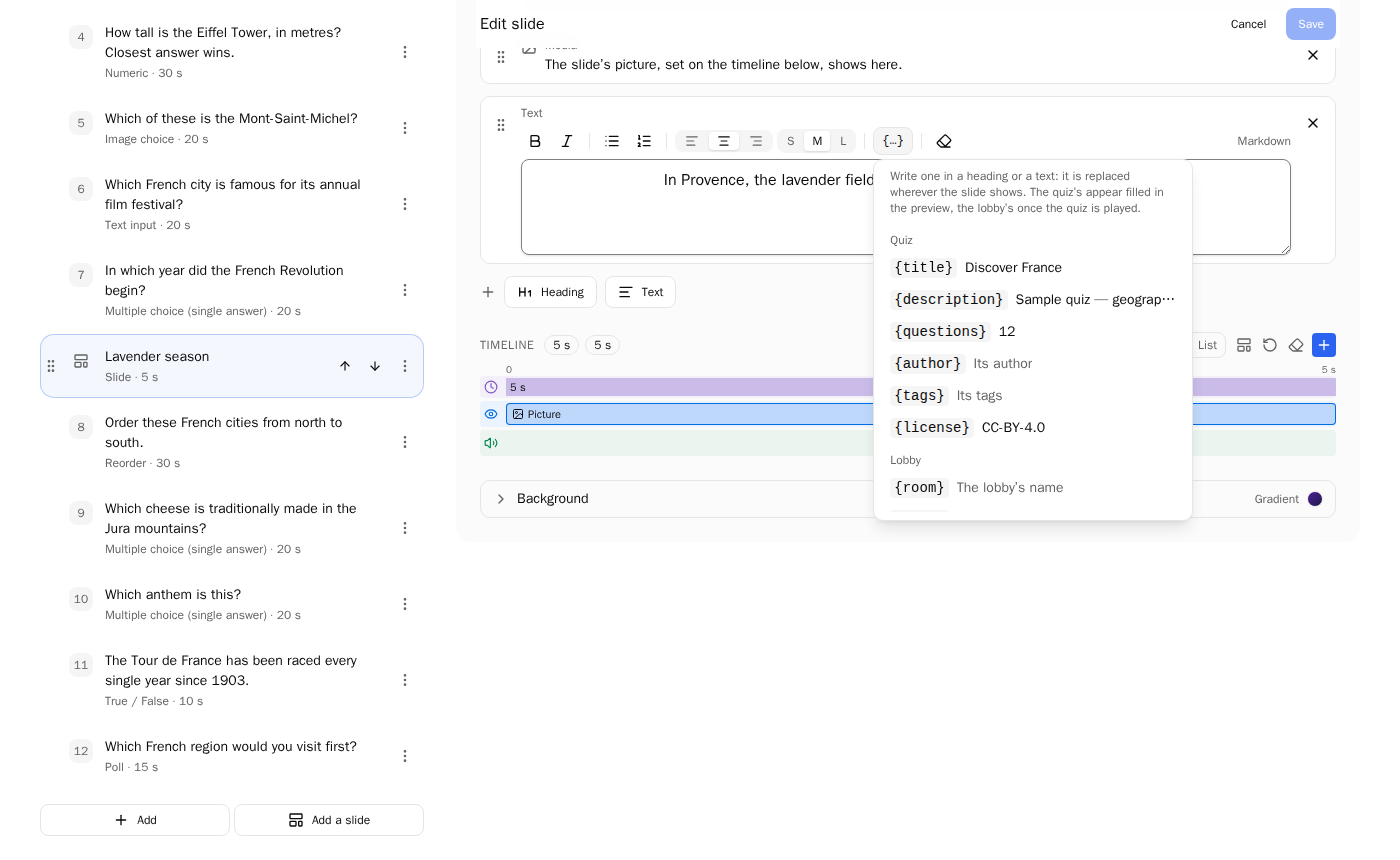 4
How tall is the Eiffel Tower, in metres?
Closest answer wins.
Numeric · 30 s
5
Which of these is the Mont-Saint-Michel?
Image choice · 20 s
6
Which French city is famous for its annual
film festival?
Text input · 20 s
7
In which year did the French Revolution
begin?
Multiple choice (single answer) · 20 s
Lavender season
Slide · 5 s
8
Order these French cities from north to
south.
Reorder · 30 s
9
Which cheese is traditionally made in the
Jura mountains?
Multiple choice (single answer) · 20 s
10
Which anthem is this?
Multiple choice (single answer) · 20 s
11
The Tour de France has been raced every
single year since 1903.
True / False · 10 s
12
Which French region would you visit first?
Poll · 15 s
Add
Add a slide
Edit slide
Cancel
Save
The slide's picture, set on the timeline below, shows here.
Text
B I S M L {…} Markdown
In Provence, the lavender field
Write one in a heading or a text: it is replaced
wherever the slide shows. The quiz's appear filled in
the preview, the lobby's once the quiz is played.
Quiz
{title} Discover France
{description} Sample quiz — geograp…
{questions} 12
{author} Its author
{tags} Its tags
{license} CC-BY-4.0
Lobby
{room} The lobby's name
H1 Heading
Text
TIMELINE 5 s 5 s
List
0
5 s
5 s
Picture
Background
Gradient